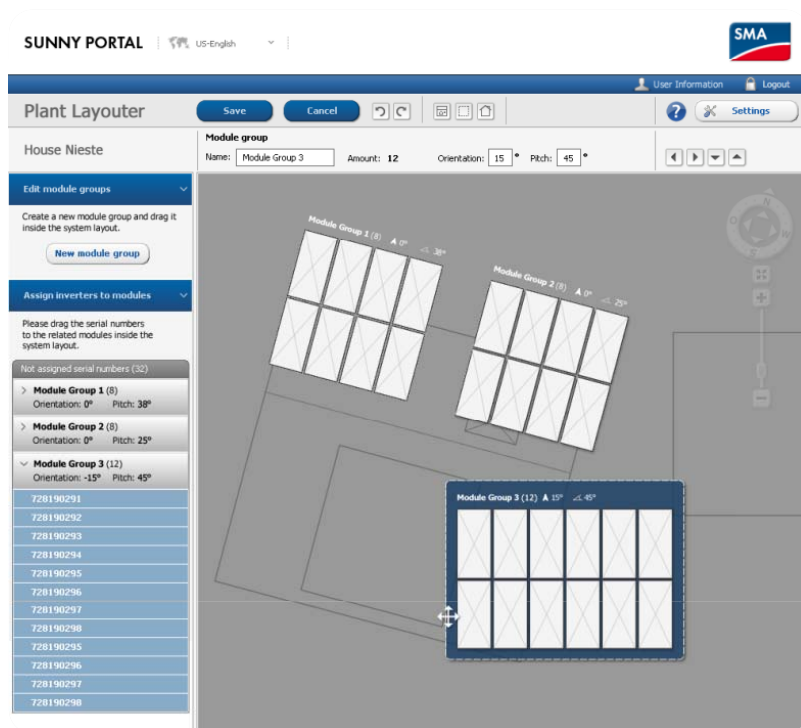 SUNNY PORTAL
US-English
SMA
User Information
Logout
Plant Layouter
Save
Cancel
?
Settings
House Nieste
Module group
Name: Module Group 3 Amount: 12 Orientation: 15 ° Pitch: 45 °
Edit module groups
Create a new module group and drag it
inside the system layout.
New module group
Assign inverters to modules
Please drag the serial numbers
to the related modules inside the
system layout.
Not assigned serial numbers (32)
Module Group 1 (8)
Orientation: 0° Pitch: 38°
Module Group 2 (8)
Orientation: 0° Pitch: 25°
Module Group 3 (12)
Orientation: -15° Pitch: 45°
728190291
728190292
728190293
728190294
728190295
728190296
728190297
728190298
728190295
728190296
728190297
728190298
Module Group 1 (8) 0° 38°
Module Group 2 (8) 0° 25°
Module Group 3 (12) 15° 45°
N
O
W
S